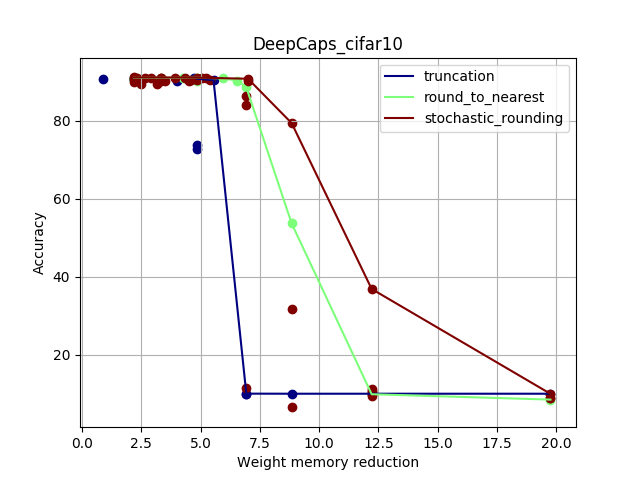 DeepCaps_cifar10
truncation
round_to_nearest
stochastic_rounding
80
60
40
20
Accuracy
0.0 2.5 5.0 7.5 10.0 12.5 15.0 17.5 20.0
Weight memory reduction